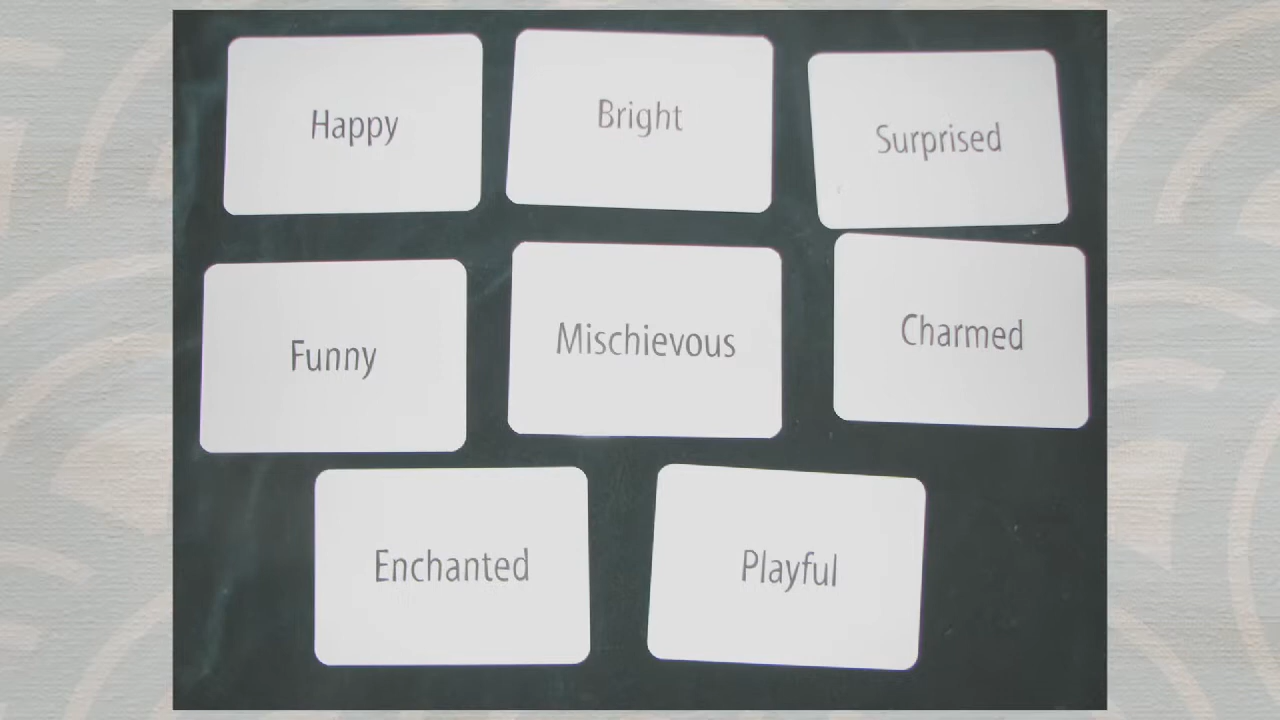 Happy
Bright
Surprised
Funny
Mischievous
Charmed
Enchanted
Playful